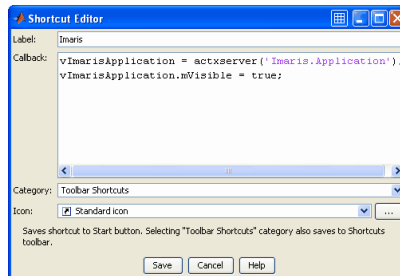 Shortcut Editor
Label: Imaris
Callback: vImarisApplication = actxserver('Imaris.Application')
vImarisApplication.mVisible = true;
Category: Toolbar Shortcuts
Icon: Standard icon ...
Saves shortcut to Start button. Selecting "Toolbar Shortcuts" category also saves to Shortcuts
toolbar.
Save Cancel Help